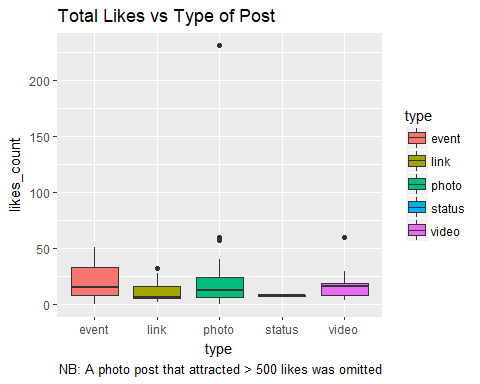 Total Likes vs Type of Post
likes_count
200
150
100
50
0
event link photo status video
type
type
event
link
photo
status
video
NB: A photo post that attracted > 500 likes was omitted